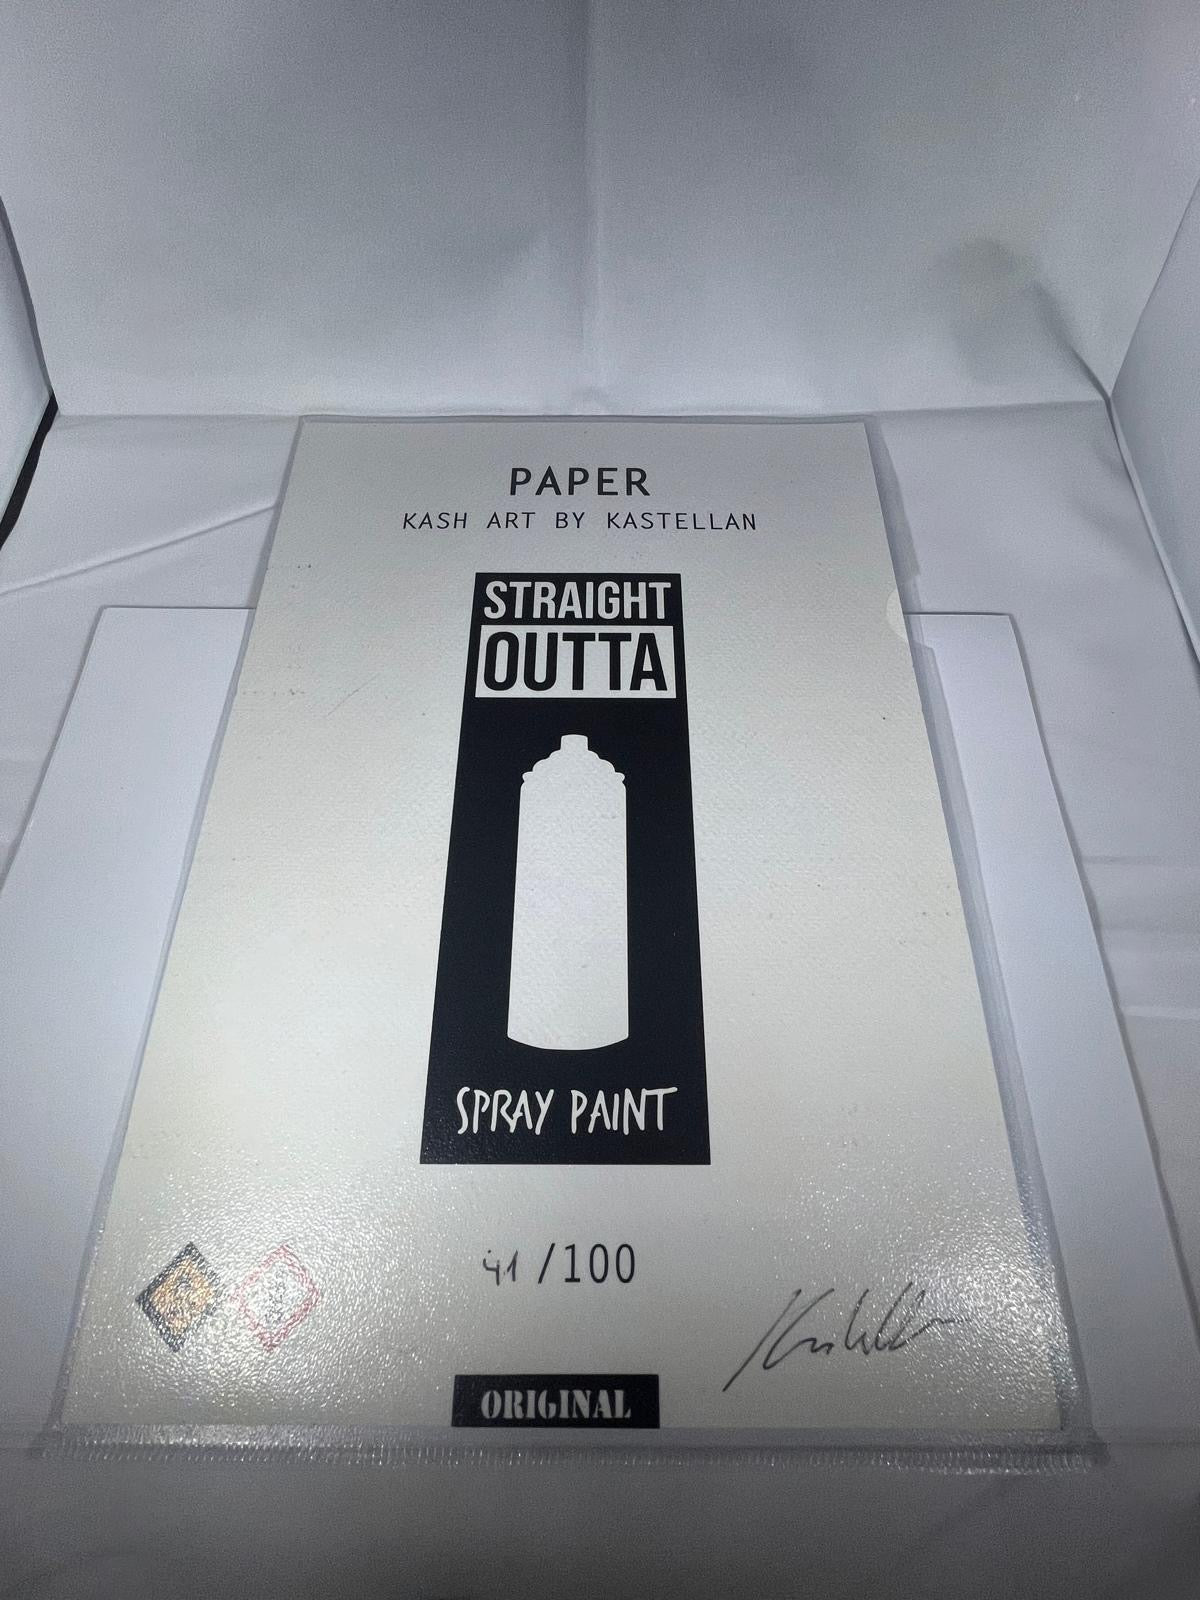 PAPER
KASH ART BY KASTELLAN
STRAIGHT
OUTTA
SPRAY PAINT
41/100
ORIGINAL